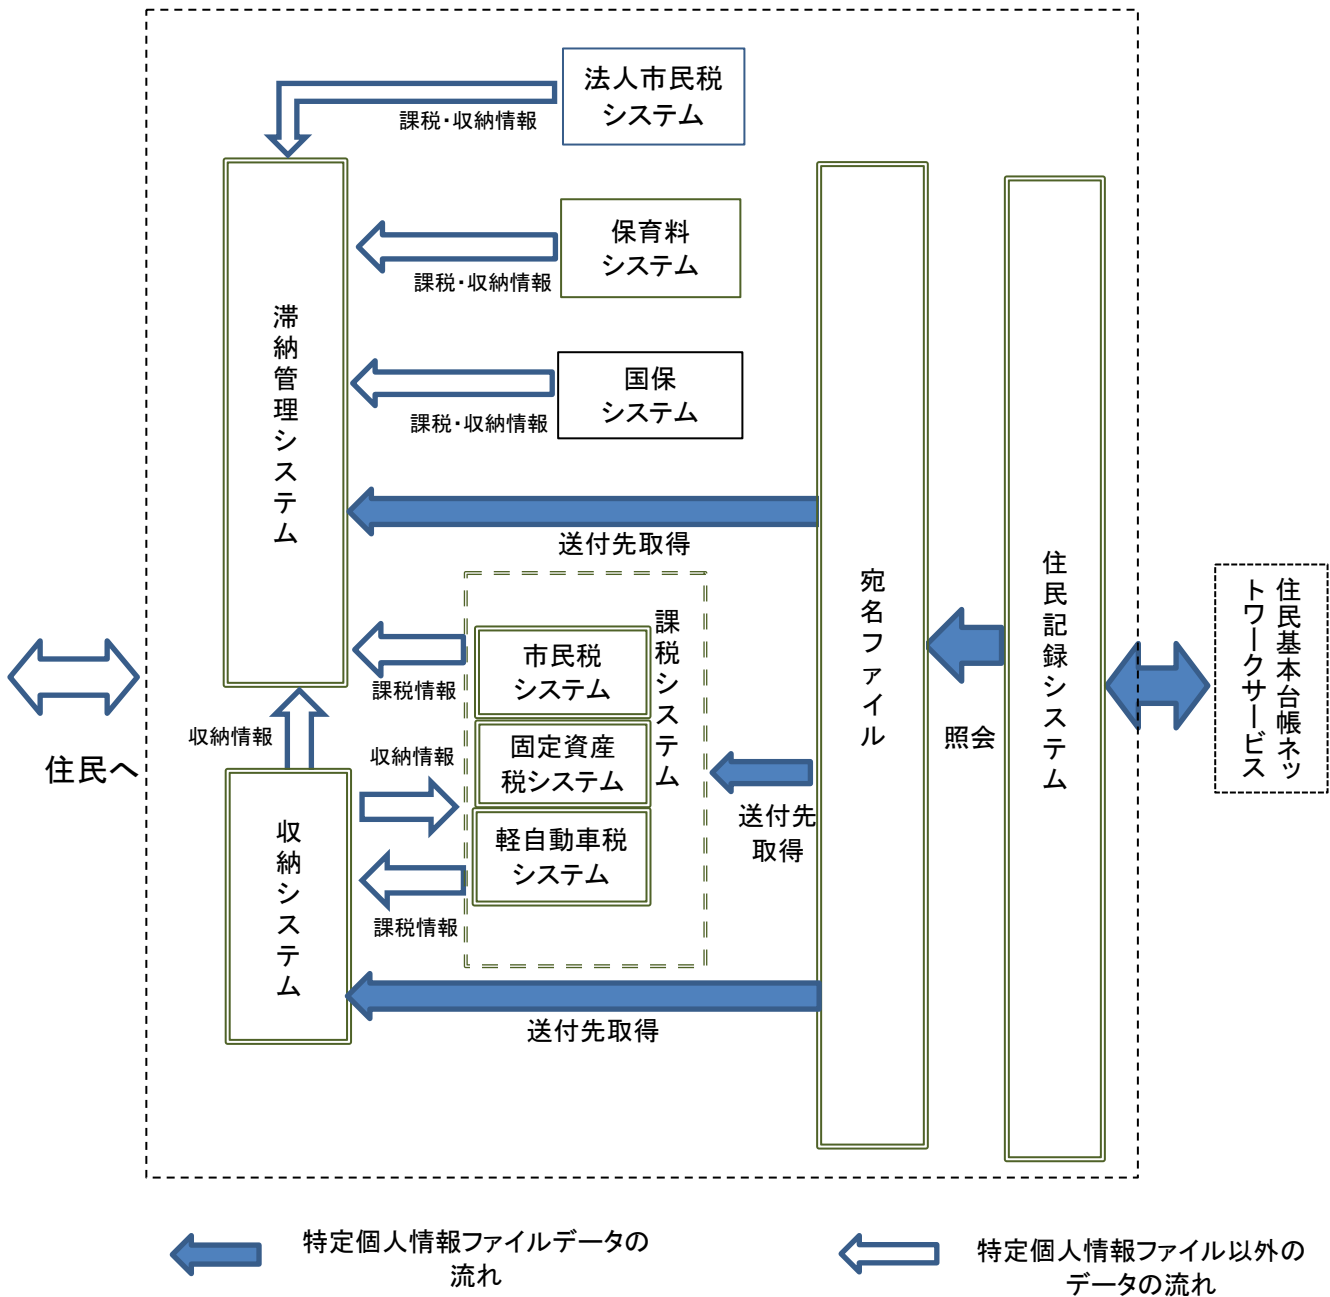 法人市民税
システム
課税・収納情報
保育料
システム
課税・収納情報
国保
システム
課税・収納情報
滞納管理システム
送付先取得
課税システム
市民税
システム
課税情報
収納情報
収納情報
固定資産
税システム
軽自動車税
システム
課税情報
収納システム
送付先
取得
送付先取得
宛名ファイル
照会
住民記録システム
住民基本台帳ネッ
トワークサービス
住民へ
特定個人情報ファイルデータの
流れ
特定個人情報ファイル以外の
データの流れ